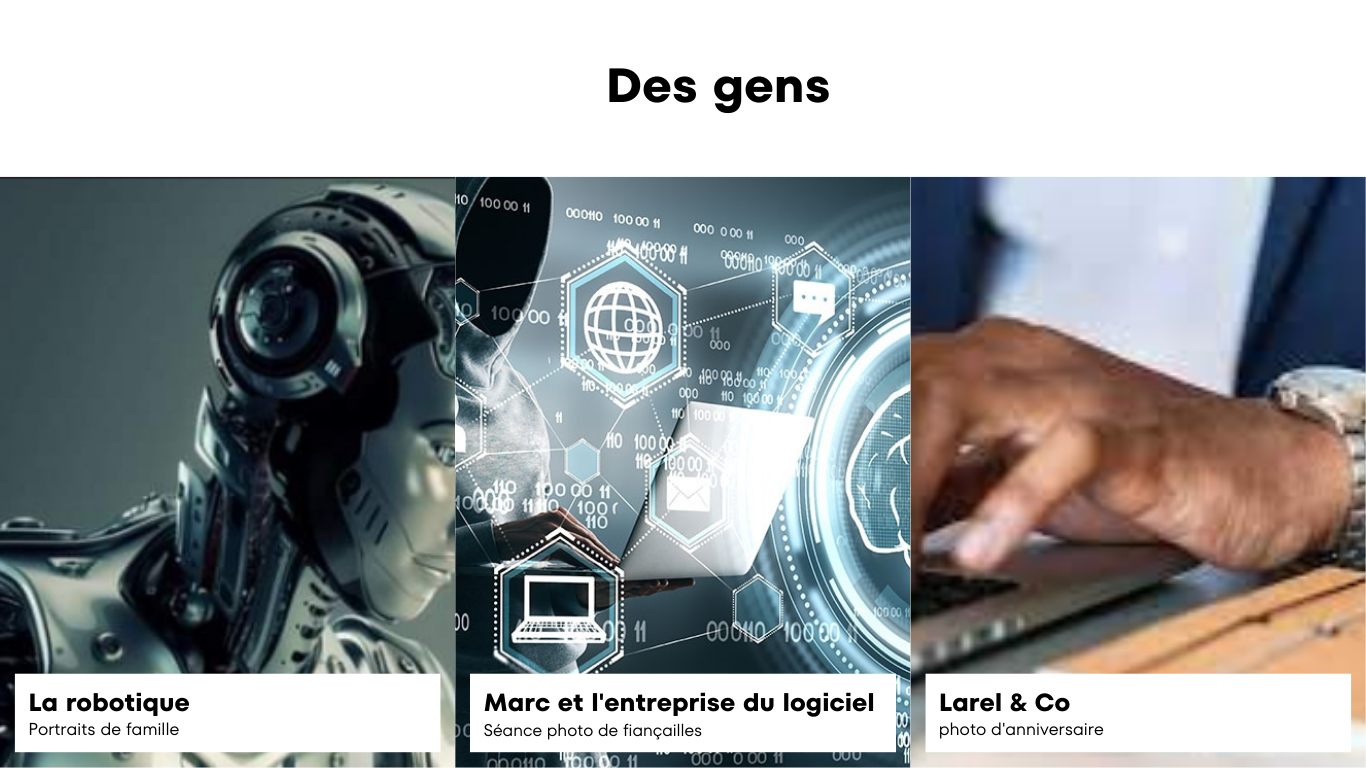 Des gens
La robotique
Portraits de famille
Marc et l'entreprise du logiciel
Séance photo de fiançailles
Larel & Co
photo d'anniversaire